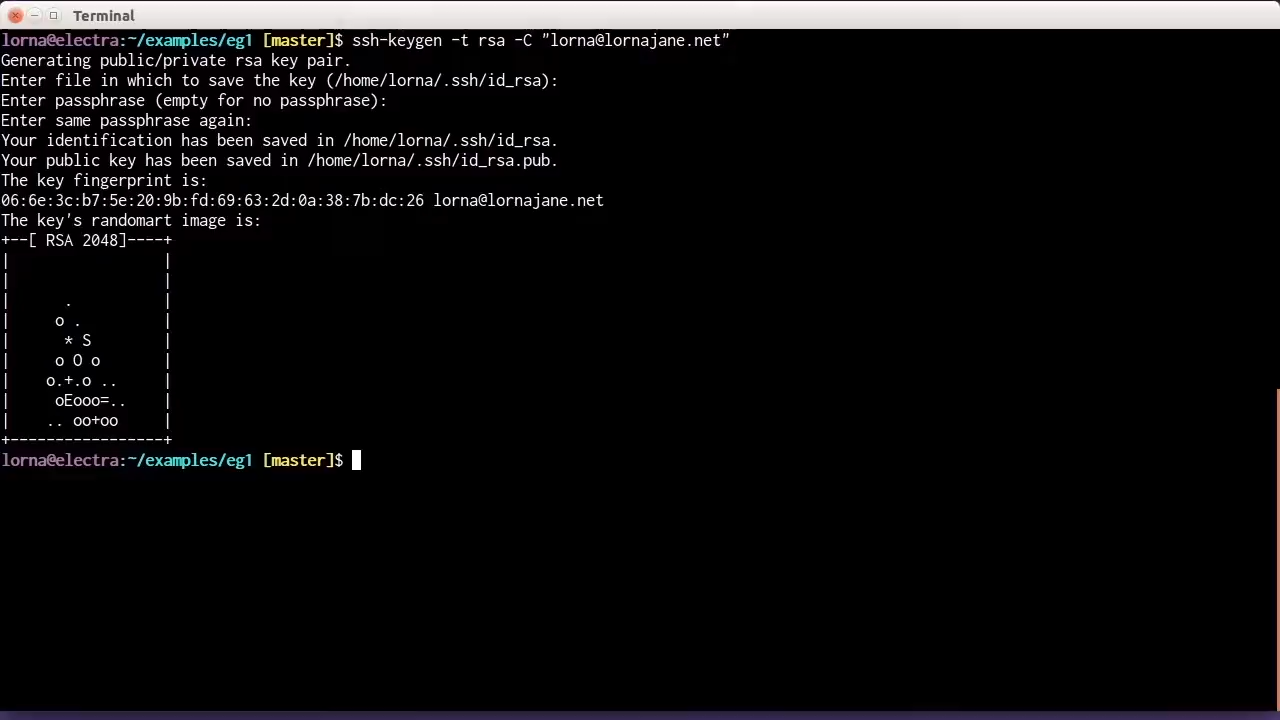 Terminal
lorna@electra:~/examples/eg1 [master]$ ssh-keygen -t rsa -C "lorna@lornajane.net"
Generating public/private rsa key pair.
Enter file in which to save the key (/home/lorna/.ssh/id_rsa):
Enter passphrase (empty for no passphrase):
Enter same passphrase again:
Your identification has been saved in /home/lorna/.ssh/id_rsa.
Your public key has been saved in /home/lorna/.ssh/id_rsa.pub.
The key fingerprint is:
06:6e:3c:b7:5e:20:9b:fd:69:63:2d:0a:38:7b:dc:26 lorna@lornajane.net
The key's randomart image is:
+--[ RSA 2048]----+
|                 |
|                 |
|      .          |
|     o .         |
|      * S        |
|     o O o       |
|    o.+.o ..     |
|     oEooo=..    |
|    .. oo+oo     |
+-----------------+
lorna@electra:~/examples/eg1 [master]$